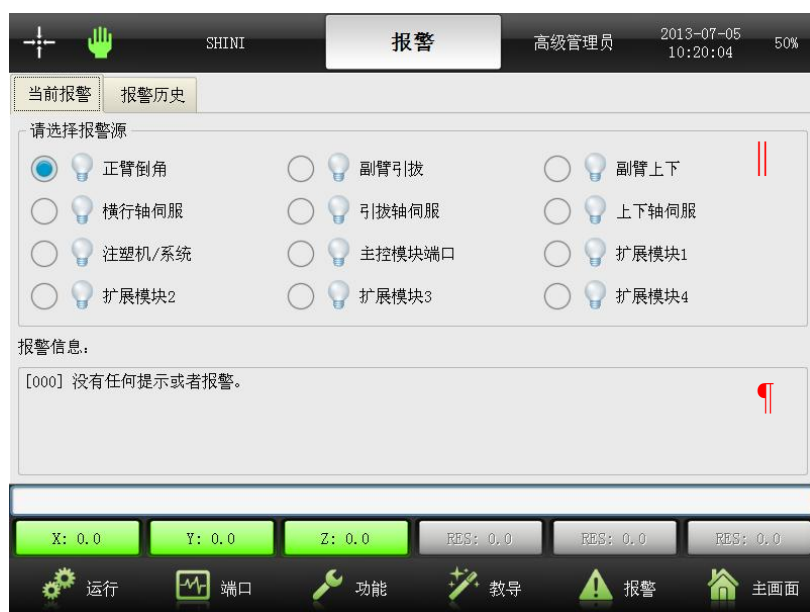 SHINI 报警 高级管理员 2013-07-05 10:20:04 50%
当前报警 报警历史
请选择报警源
正臂倒角 副臂引拔 副臂上下
横行轴伺服 引拔轴伺服 上下轴伺服
注塑机/系统 主控模块端口 扩展模块1
扩展模块2 扩展模块3 扩展模块4
报警信息:
[000] 没有任何提示或者报警。
¶
X: 0.0 Y: 0.0 Z: 0.0 RES: 0.0 RES: 0.0 RES: 0.0
运行 端口 功能 教导 报警 主画面